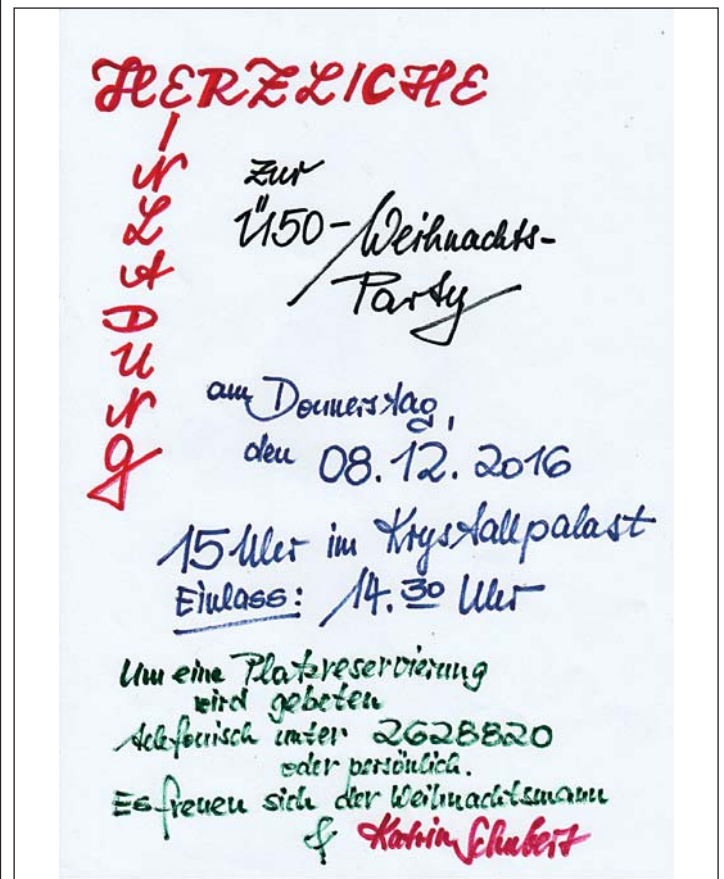 HERZLICHE
EINLADUNG
zur
Ü50-Weihnachts-
Party
am Donnerstag,
den 08.12.2016
15 Uhr im Krystallpalast
Einlass: 14.30 Uhr
Um eine Platzreservierung
wird gebeten
telefonisch unter 2628820
oder persönlich.
Es freuen sich der Weihnachtsmann
& Katrin Schubert